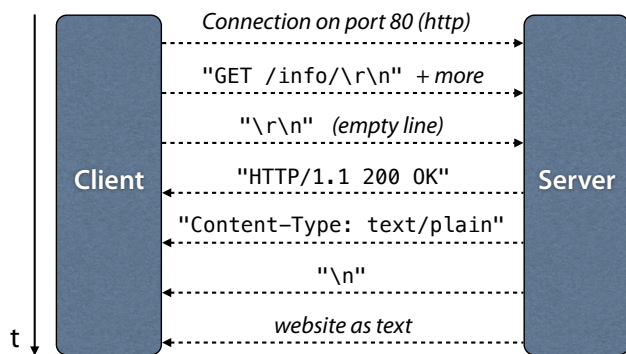 Connection on port 80 (http)
"GET /info/\r\n" + more
"\r\n" (empty line)
Client
"HTTP/1.1 200 OK"
Server
"Content-Type: text/plain"
"\n"
website as text
t